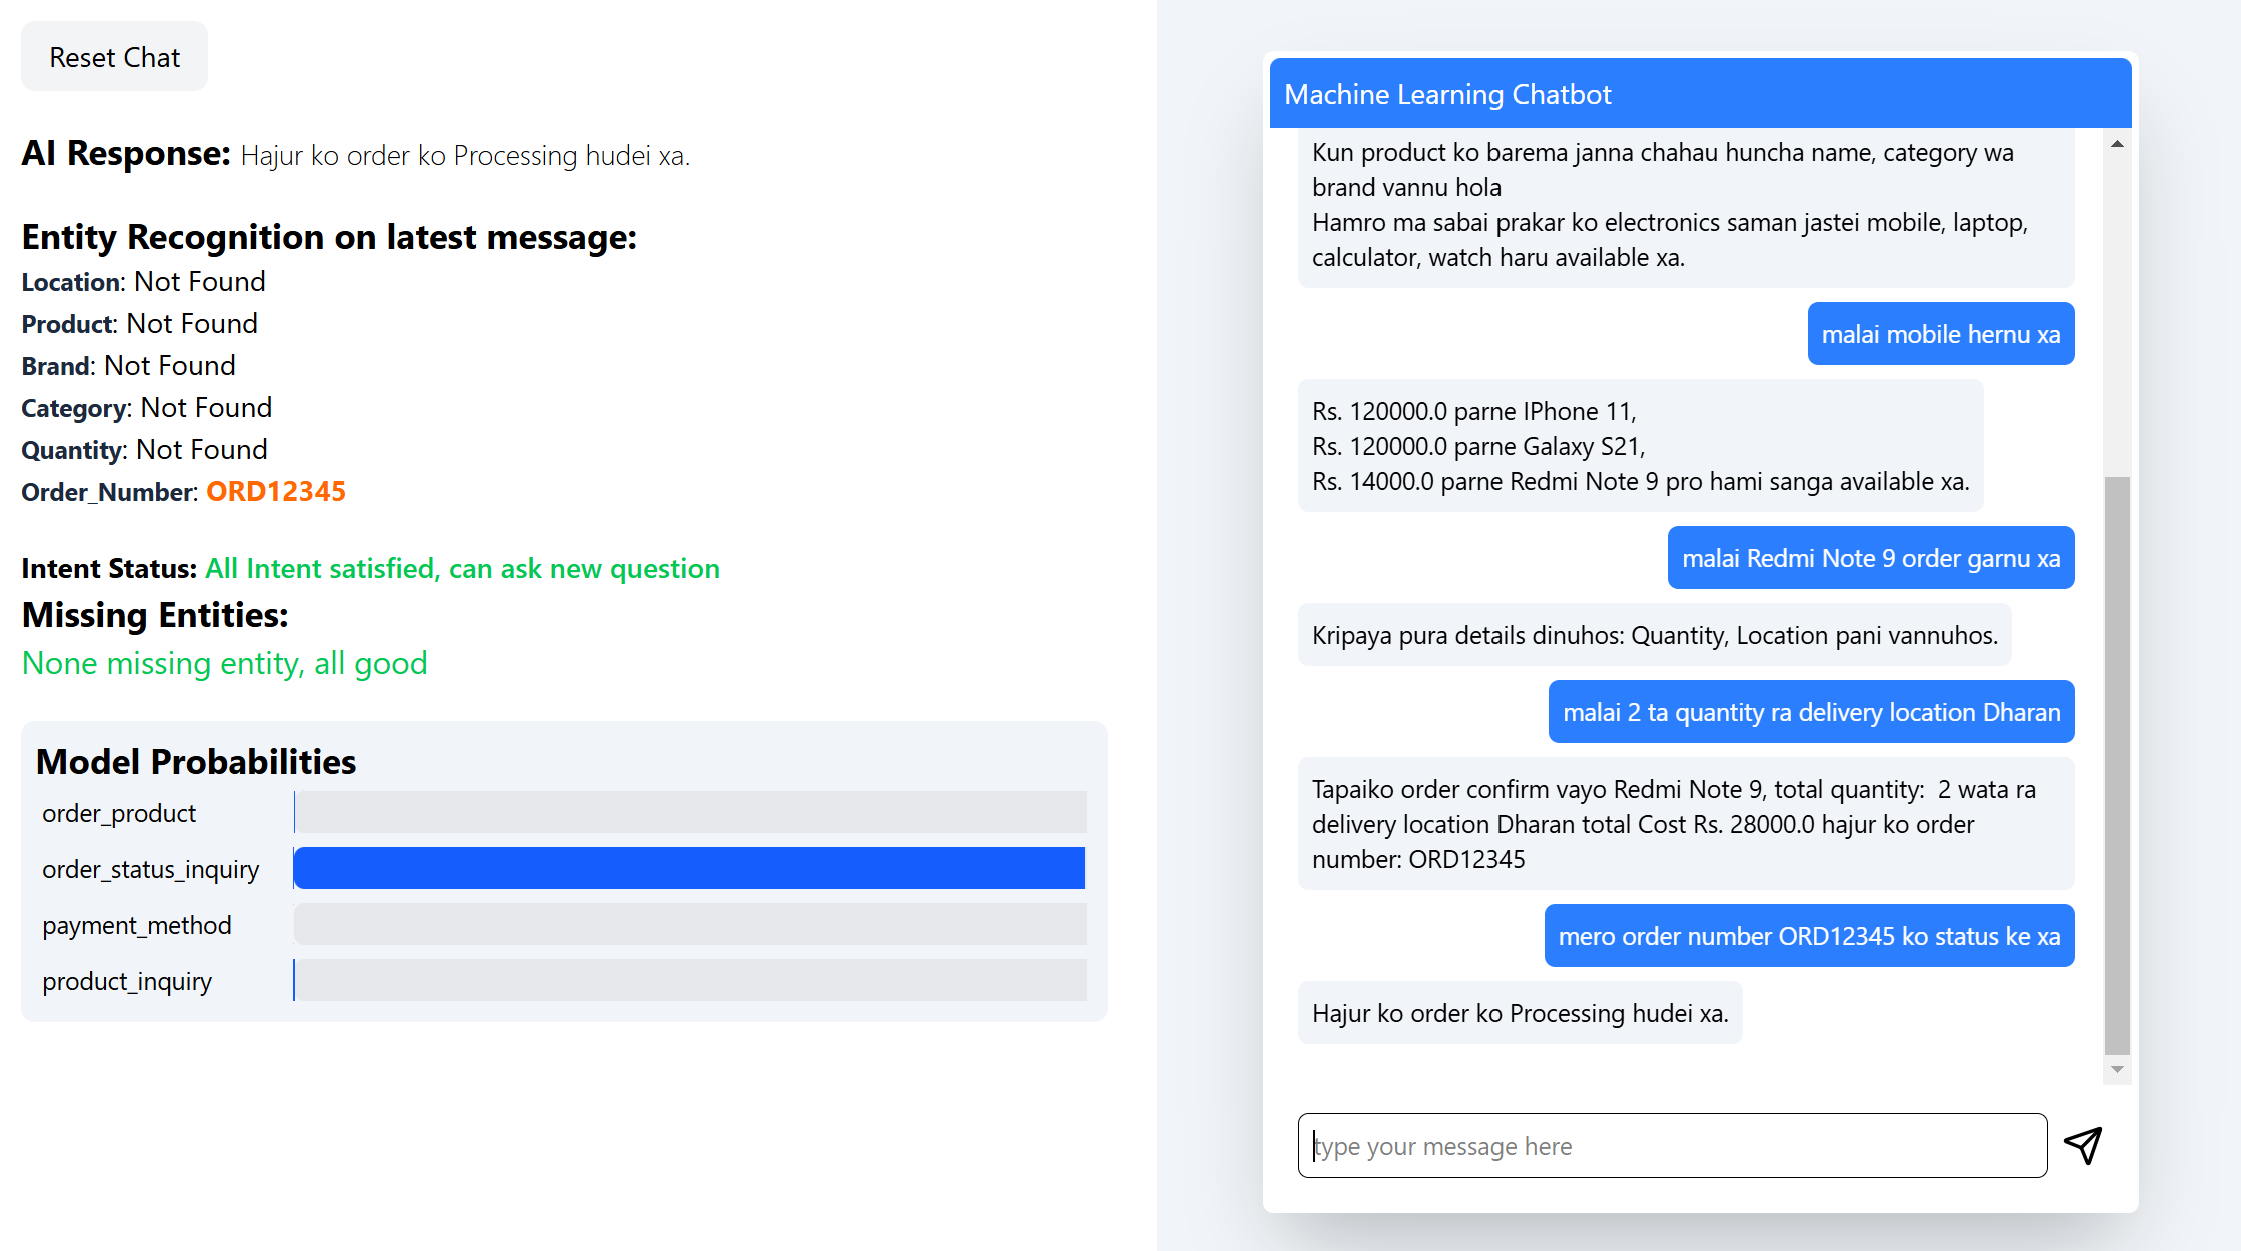 Reset Chat
AI Response: Hajur ko order ko Processing hudei xa.
Entity Recognition on latest message:
Location: Not Found
Product: Not Found
Brand: Not Found
Category: Not Found
Quantity: Not Found
Order_Number: ORD12345
Intent Status: All Intent satisfied, can ask new question
Missing Entities:
None missing entity, all good
Model Probabilities
order_product
order_status_inquiry
payment_method
product_inquiry
Machine Learning Chatbot
Kun product ko barema janna chahau huncha name, category wa
brand vannu hola
Hamro ma sabai prakar ko electronics saman jastei mobile, laptop,
calculator, watch haru available xa.
malai mobile hernu xa
Rs. 120000.0 parne IPhone 11,
Rs. 120000.0 parne Galaxy S21,
Rs. 14000.0 parne Redmi Note 9 pro hami sanga available xa.
malai Redmi Note 9 order garnu xa
Kripaya pura details dinuhos: Quantity, Location pani vannuhos.
malai 2 ta quantity ra delivery location Dharan
Tapaiko order confirm vayo Redmi Note 9, total quantity:  2 wata ra
delivery location Dharan total Cost Rs. 28000.0 hajur ko order
number: ORD12345
mero order number ORD12345 ko status ke xa
Hajur ko order ko Processing hudei xa.
type your message here